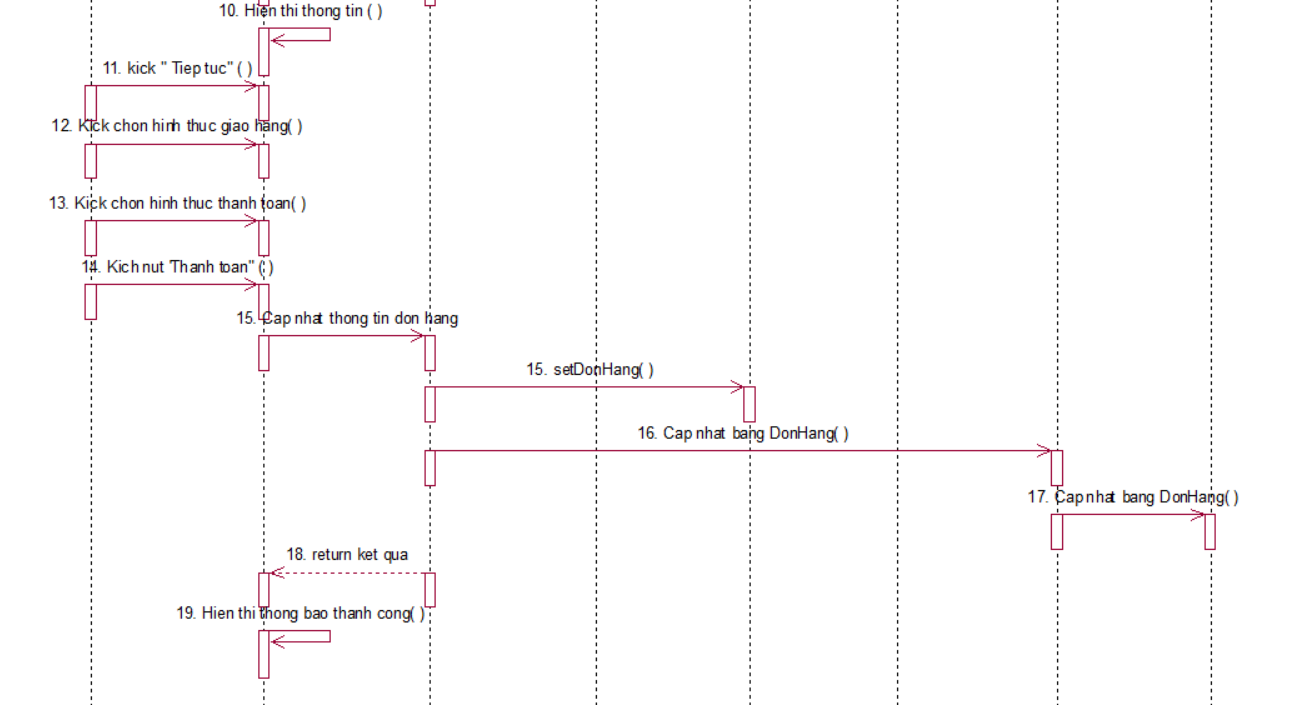 10. Hien thi thong tin ( )
11. kick " Tiep tuc" ( )
12. Kick chon hinh thuc giao hang( )
13. Kick chon hinh thuc thanh toan( )
14. Kich nut "Thanh toan" ( )
15. Cap nhat thong tin don hang
15. setDonHang( )
16. Cap nhat bang DonHang( )
17. Cap nhat bang DonHang( )
18. return ket qua
19. Hien thi thong bao thanh cong( )